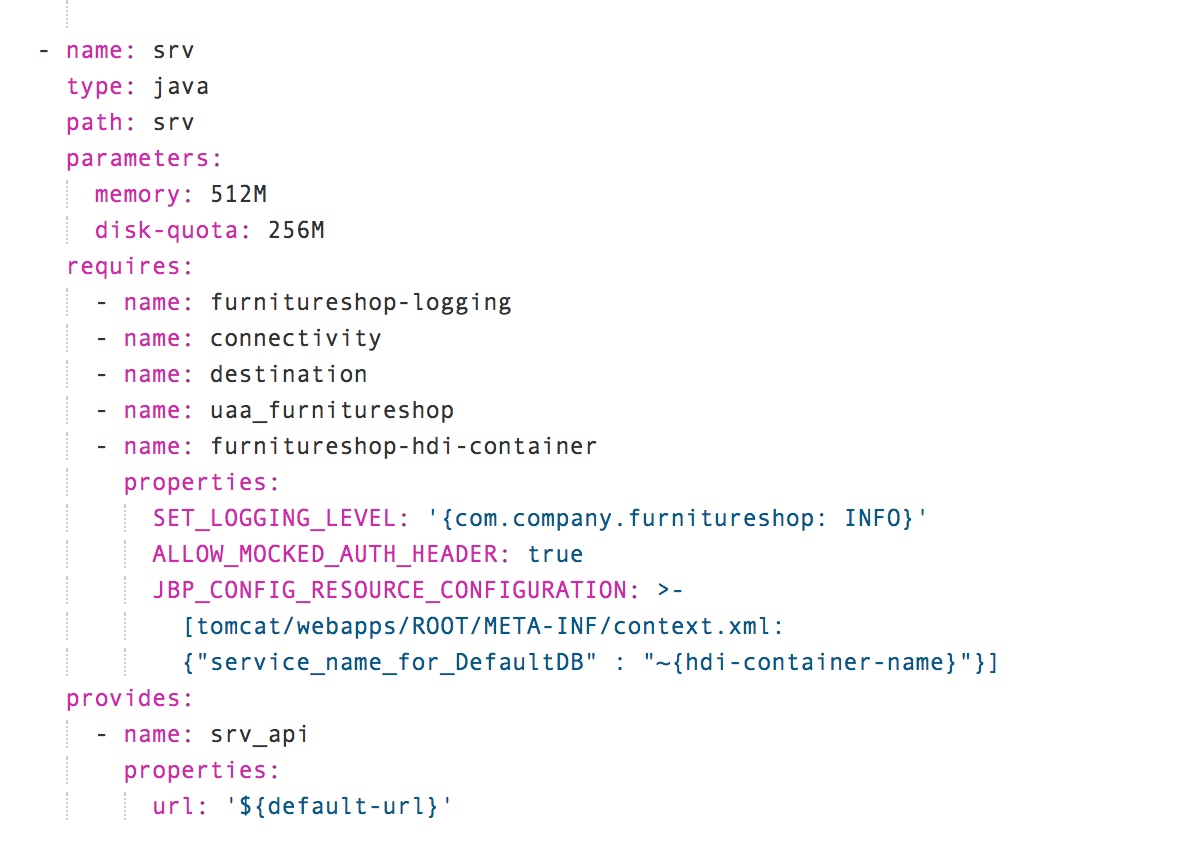 - name: srv
  type: java
  path: srv
  parameters:
    memory: 512M
    disk-quota: 256M
  requires:
    - name: furnitureshop-logging
    - name: connectivity
    - name: destination
    - name: uaa_furnitureshop
    - name: furnitureshop-hdi-container
      properties:
        SET_LOGGING_LEVEL: '{com.company.furnitureshop: INFO}'
        ALLOW_MOCKED_AUTH_HEADER: true
        JBP_CONFIG_RESOURCE_CONFIGURATION: >-
          [tomcat/webapps/ROOT/META-INF/context.xml:
          {"service_name_for_DefaultDB" : "~{hdi-container-name}"}]
  provides:
    - name: srv_api
      properties:
        url: '${default-url}'